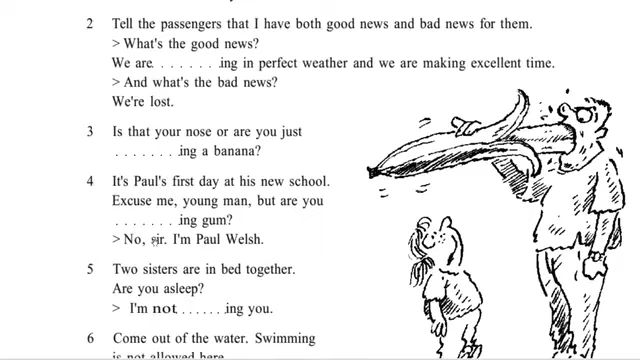 2 Tell the passengers that I have both good news and bad news for them.
> What's the good news?
We are . . . . . . . ing in perfect weather and we are making excellent time.
> And what's the bad news?
We're lost.
3 Is that your nose or are you just
. . . . . . . ing a banana?
4 It's Paul's first day at his new school.
Excuse me, young man, but are you
. . . . . . . ing gum?
> No, sir. I'm Paul Welsh.
5 Two sisters are in bed together.
Are you asleep?
> I'm not . . . . . . ing you.
6 Come out of the water. Swimming
is not allowed here.